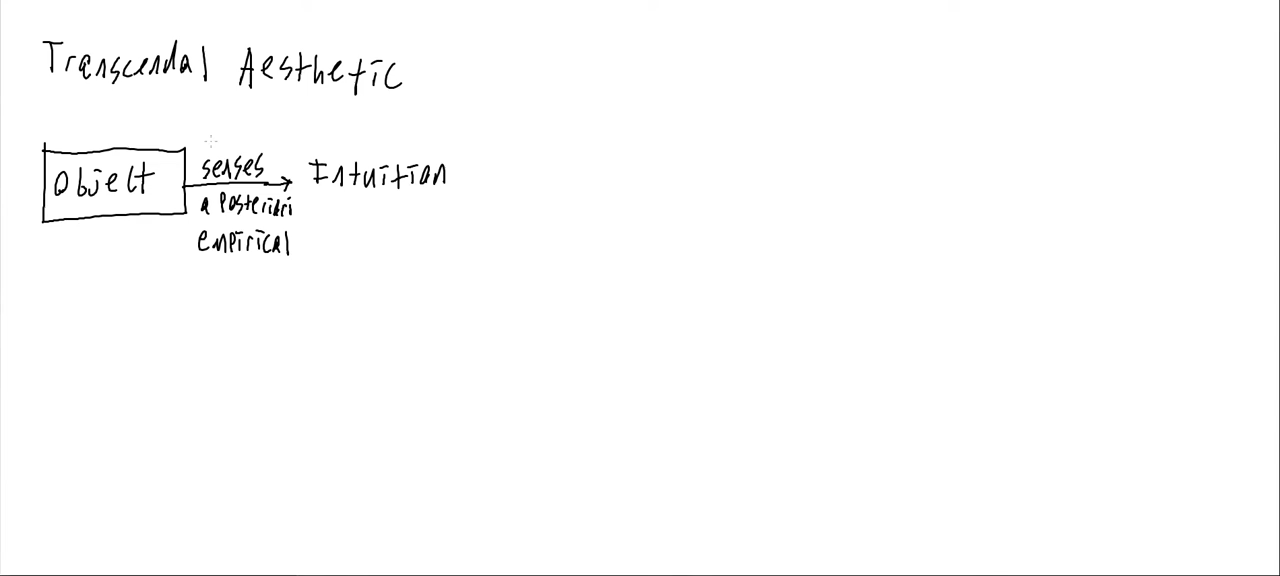 Transcendal Aesthetic
Object
senses
Intuition
a Posteriori
empirical